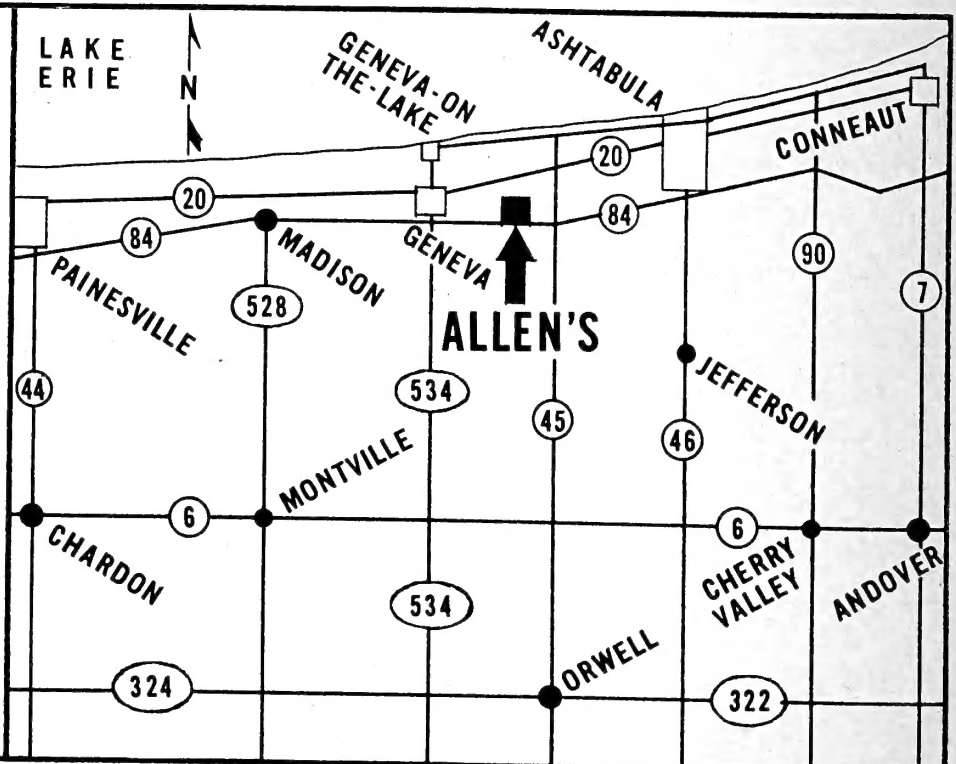 LAKE
ERIE
N
GENEVA-ON
THE-LAKE
ASHTABULA
CONNEAUT
20
20
84
84
PAINESVILLE
MADISON
GENEVA
ALLEN'S
528
90
7
44
534
45
46
JEFFERSON
MONTVILLE
6
6
CHARDON
CHERRY
VALLEY
ANDOVER
534
ORWELL
324
322